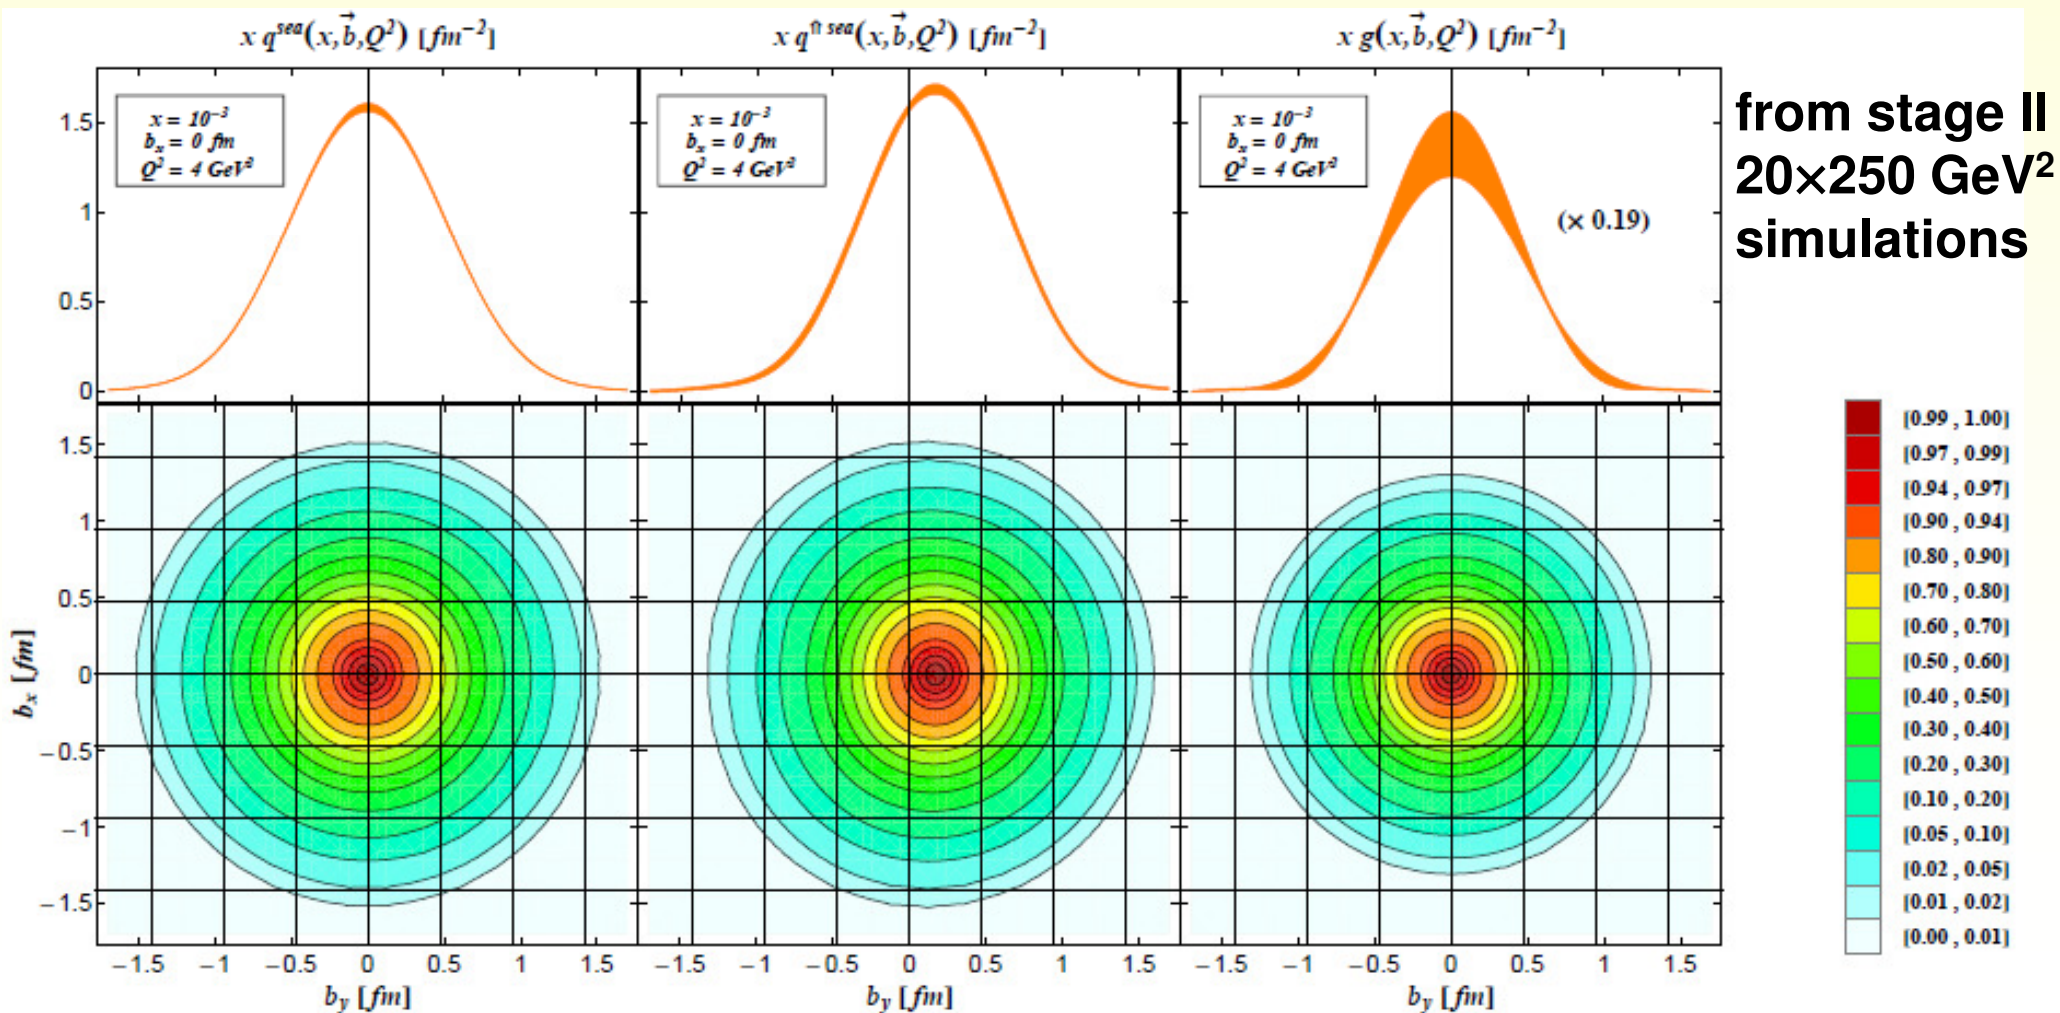 x q^sea(x,b⃗,Q²) [fm⁻²]
x q^⇑ sea(x,b⃗,Q²) [fm⁻²]
x g(x,b⃗,Q²) [fm⁻²]
x = 10⁻³
b_x = 0 fm
Q² = 4 GeV²
x = 10⁻³
b_x = 0 fm
Q² = 4 GeV²
x = 10⁻³
b_x = 0 fm
Q² = 4 GeV²
(× 0.19)
from stage II
20×250 GeV²
simulations
1.5
1
0.5
0
1.5
1
0.5
0
−0.5
−1
−1.5
b_x [fm]
−1.5 −1 −0.5 0 0.5 1 1.5
−1.5 −1 −0.5 0 0.5 1 1.5
−1.5 −1 −0.5 0 0.5 1 1.5
b_y [fm]
b_y [fm]
b_y [fm]
[0.99 , 1.00]
[0.97 , 0.99]
[0.94 , 0.97]
[0.90 , 0.94]
[0.80 , 0.90]
[0.70 , 0.80]
[0.60 , 0.70]
[0.50 , 0.60]
[0.40 , 0.50]
[0.30 , 0.40]
[0.20 , 0.30]
[0.10 , 0.20]
[0.05 , 0.10]
[0.02 , 0.05]
[0.01 , 0.02]
[0.00 , 0.01]